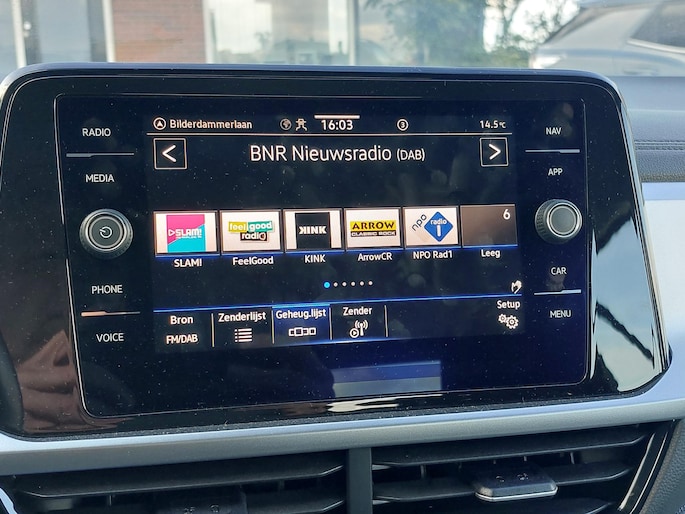 RADIO
MEDIA
PHONE
VOICE
Bilderdammerlaan 16:03 3 14.5°C
< BNR Nieuwsradio (DAB) >
SLAM! feelgood radio KINK ARROW CLASSIC ROCK npo radio 1 6
SLAM! FeelGood KINK ArrowCR NPO Rad1 Leeg
Bron Zenderlijst Geheug.lijst Zender Setup
FM/DAB
NAV
APP
CAR
MENU